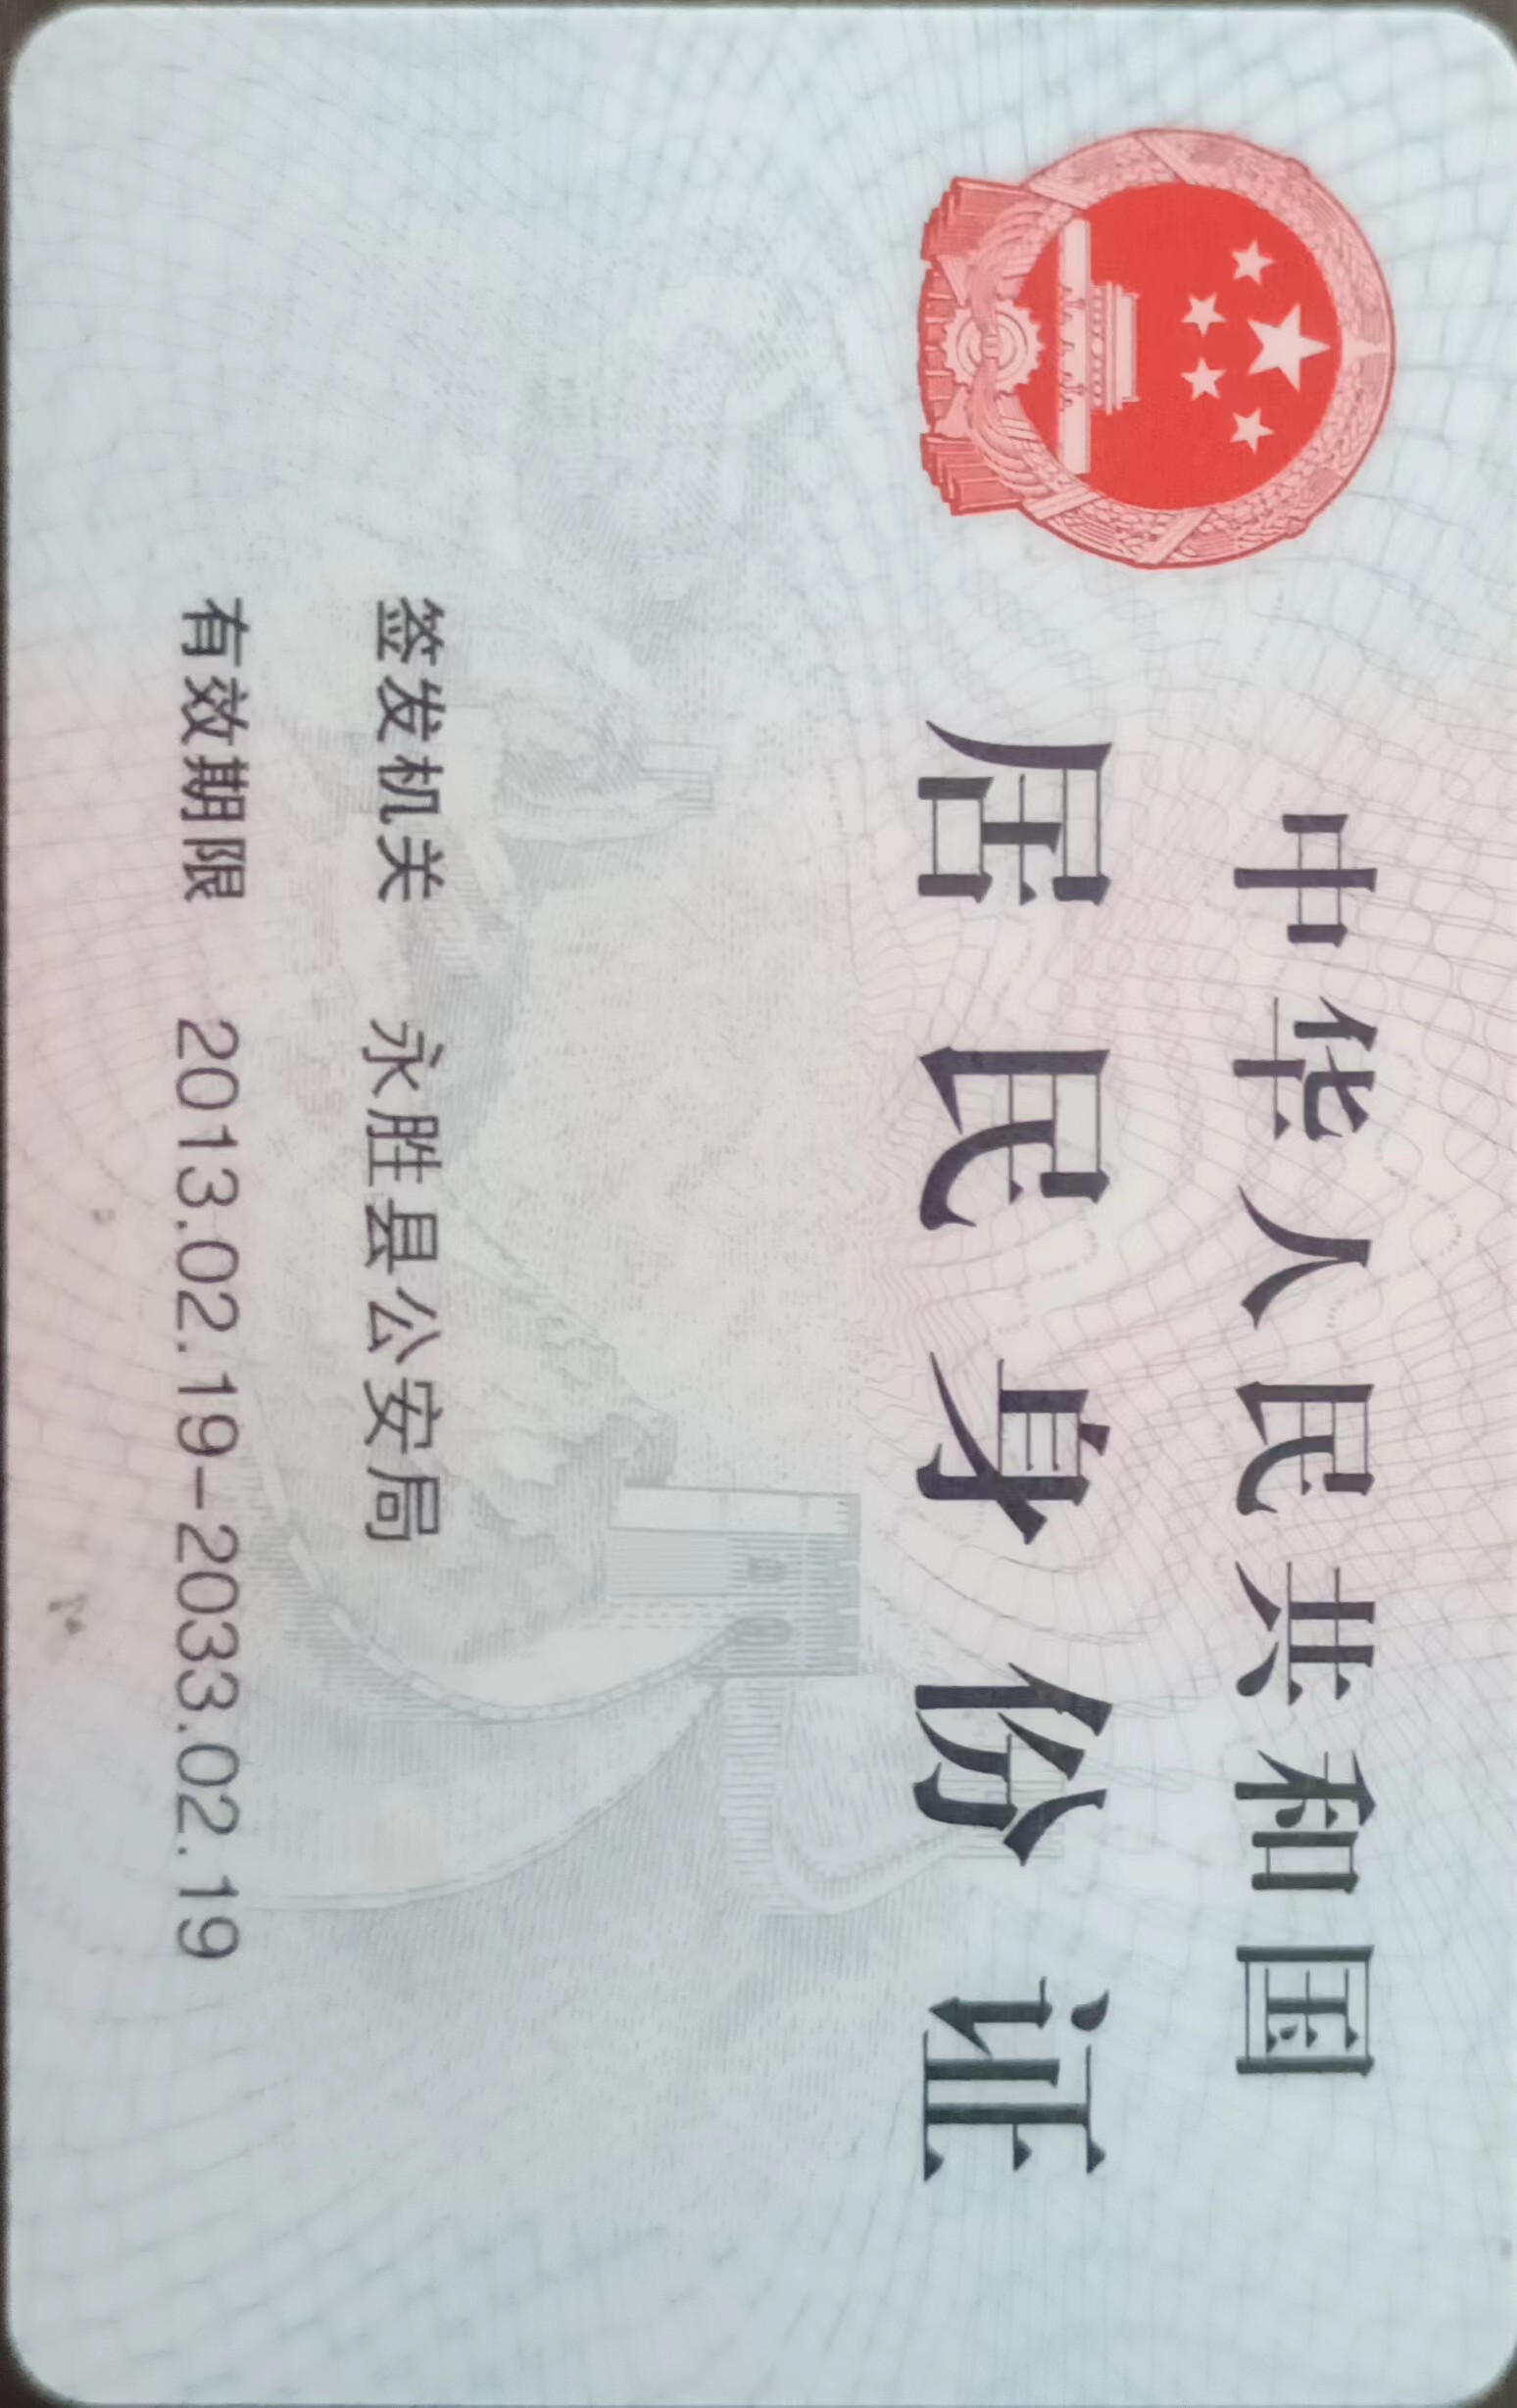 中华人民共和国
居民身份证
签发机关 永胜县公安局
有效期限 2013.02.19-2033.02.19